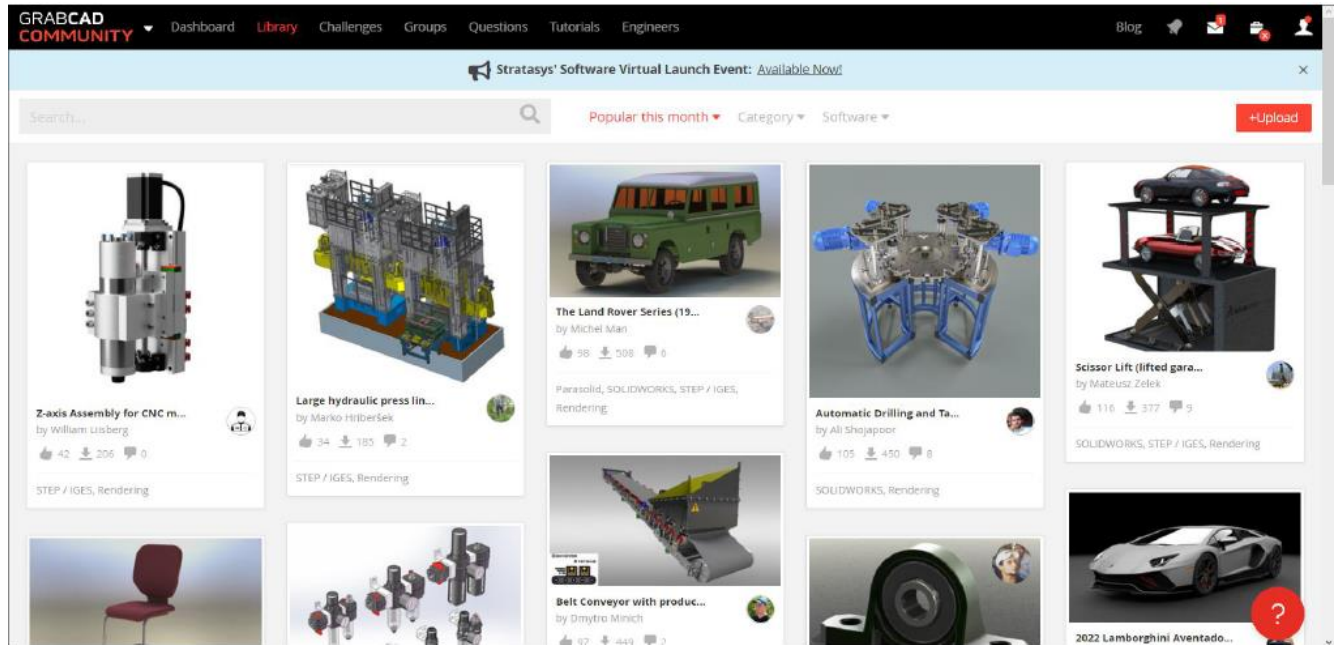 GRABCAD
COMMUNITY
Dashboard Library Challenges Groups Questions Tutorials Engineers Blog
1
Stratasys' Software Virtual Launch Event: Available Now!
Search...
Popular this month Category Software +Upload
Z-axis Assembly for CNC m...
by William Lisberg
42 206 0
STEP / IGES, Rendering
Large hydraulic press lin...
by Marko Hriberšek
34 185 2
STEP / IGES, Rendering
The Land Rover Series (19...
by Michel Man
98 508 6
Parasolid, SOLIDWORKS, STEP / IGES,
Rendering
Automatic Drilling and Ta...
by Ali Shojapoor
105 450 8
SOLIDWORKS, Rendering
Scissor Lift (lifted gara...
by Mateusz Zelek
116 377 9
SOLIDWORKS, STEP / IGES, Rendering
Belt Conveyor with produc...
by Dmytro Minich
97 449 2
2022 Lamborghini Aventado...
?